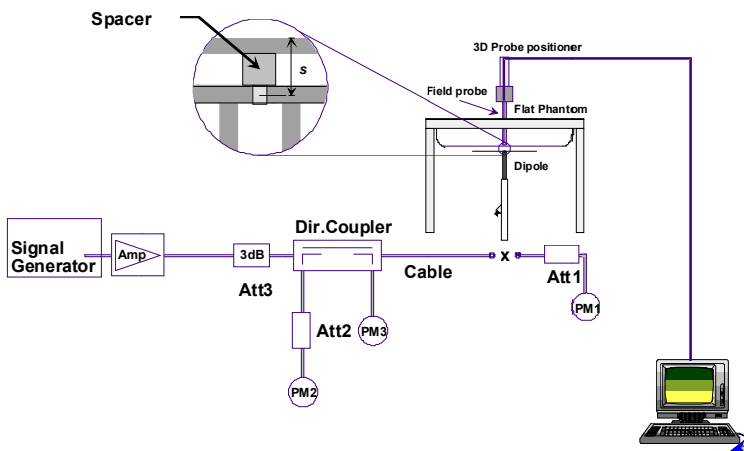 Spacer
s
3D Probe positioner
Field probe
Flat Phantom
Dipole
Signal
Generator
Amp
3dB
Att3
Dir.Coupler
Cable
x
Att1
PM1
Att2
PM3
PM2